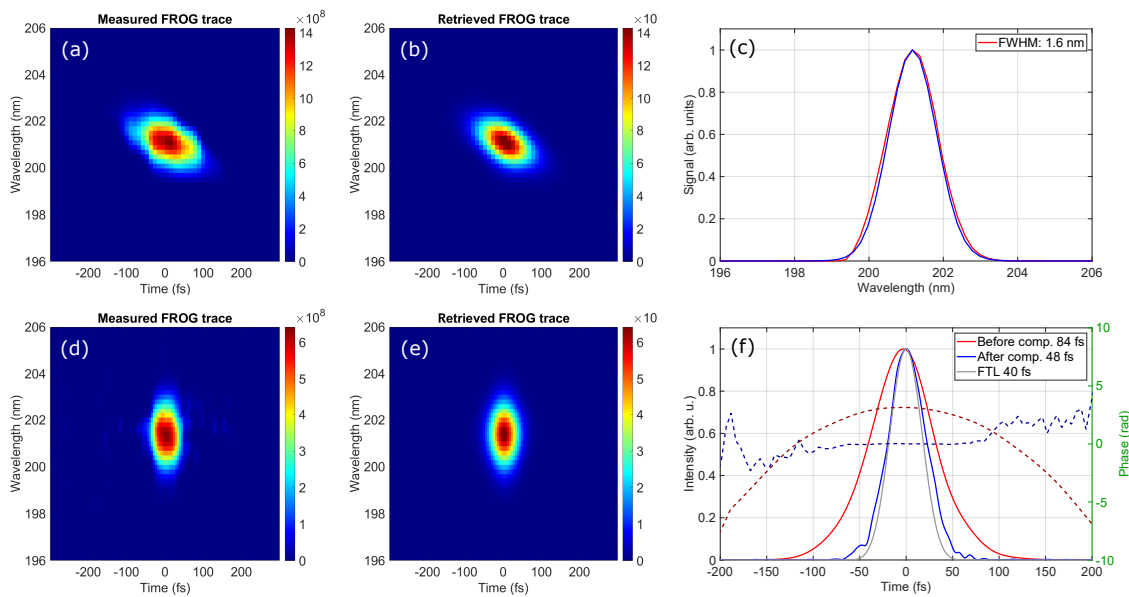 Measured FROG trace
×10⁸
206
204
202
200
198
196
Wavelength (nm)
(a)
-200 -100 0 100 200
Time (fs)
14
12
10
8
6
4
2
0
Retrieved FROG trace
×10
206
204
202
200
198
196
Wavelength (nm)
(b)
-200 -100 0 100 200
Time (fs)
14
12
10
8
6
4
2
0
(c)
FWHM: 1.6 nm
1
0.8
0.6
0.4
0.2
0
Signal (arb. units)
196 198 200 202 204 206
Wavelength (nm)
Measured FROG trace
×10⁸
206
204
202
200
198
196
Wavelength (nm)
(d)
-200 -100 0 100 200
Time (fs)
6
5
4
3
2
1
0
Retrieved FROG trace
×10
206
204
202
200
198
196
Wavelength (nm)
(e)
-200 -100 0 100 200
Time (fs)
6
5
4
3
2
1
0
(f)
Before comp. 84 fs
After comp. 48 fs
FTL 40 fs
1
0.8
0.6
0.4
0.2
0
Intensity (arb. u.)
10
5
0
-5
-10
Phase (rad)
-200 -150 -100 -50 0 50 100 150 200
Time (fs)